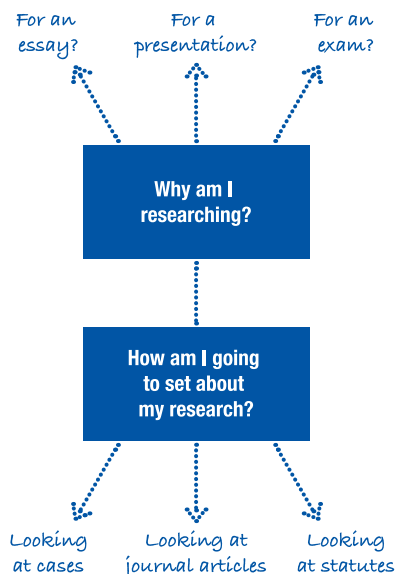 For an
essay?
For a
presentation?
For an
exam?
Why am I
researching?
How am I going
to set about
my research?
Looking
at cases
Looking at
journal articles
Looking
at statutes